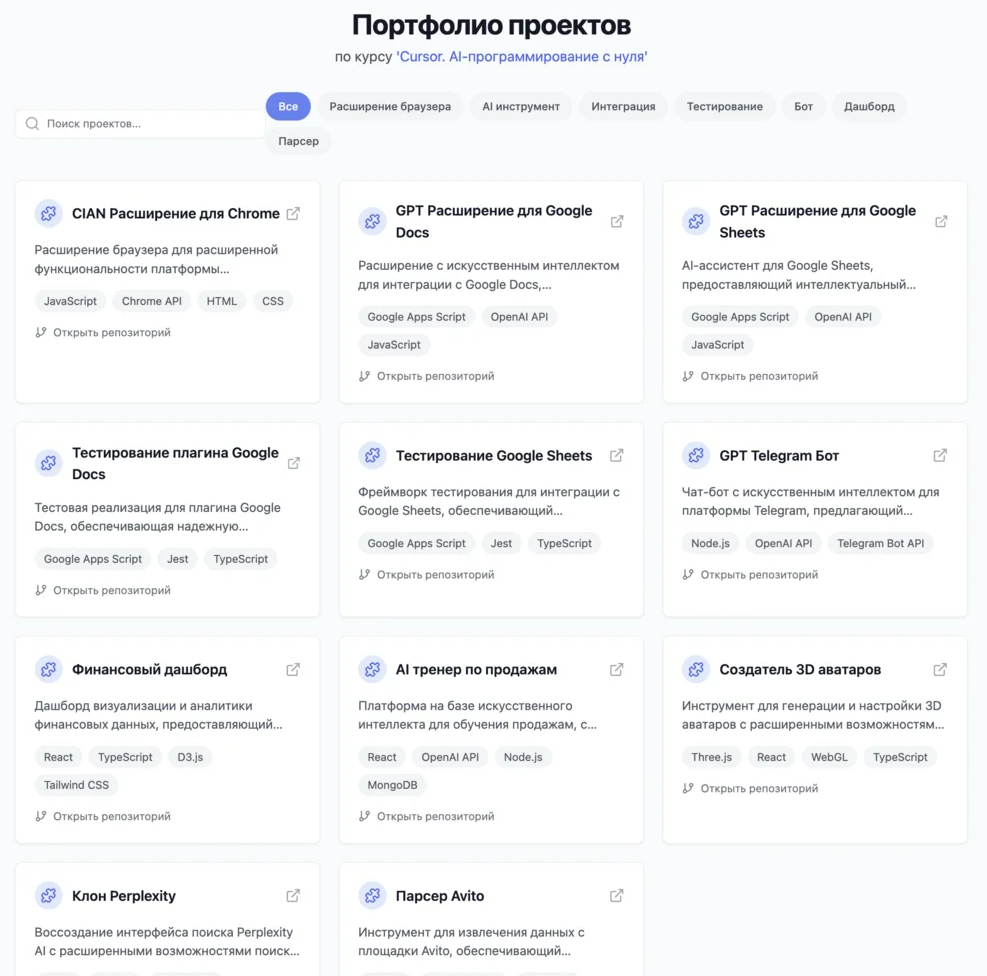 Портфолио проектов
по курсу 'Cursor. AI-программирование с нуля'
Поиск проектов...
Все
Расширение браузера
AI инструмент
Интеграция
Тестирование
Бот
Дашборд
Парсер
CIAN Расширение для Chrome
Расширение браузера для расширенной
функциональности платформы...
JavaScript
Chrome API
HTML
CSS
Открыть репозиторий
GPT Расширение для Google
Docs
Расширение с искусственным интеллектом
для интеграции с Google Docs,...
Google Apps Script
OpenAI API
JavaScript
Открыть репозиторий
GPT Расширение для Google
Sheets
AI-ассистент для Google Sheets,
предоставляющий интеллектуальный...
Google Apps Script
OpenAI API
JavaScript
Открыть репозиторий
Тестирование плагина Google
Docs
Тестовая реализация для плагина Google
Docs, обеспечивающая надежную...
Google Apps Script
Jest
TypeScript
Открыть репозиторий
Тестирование Google Sheets
Фреймворк тестирования для интеграции с
Google Sheets, обеспечивающий...
Google Apps Script
Jest
TypeScript
Открыть репозиторий
GPT Telegram Бот
Чат-бот с искусственным интеллектом для
платформы Telegram, предлагающий...
Node.js
OpenAI API
Telegram Bot API
Открыть репозиторий
Финансовый дашборд
Дашборд визуализации и аналитики
финансовых данных, предоставляющий...
React
TypeScript
D3.js
Tailwind CSS
Открыть репозиторий
AI тренер по продажам
Платформа на базе искусственного
интеллекта для обучения продажам, с...
React
OpenAI API
Node.js
MongoDB
Открыть репозиторий
Создатель 3D аватаров
Инструмент для генерации и настройки 3D
аватаров с расширенными возможностям...
Three.js
React
WebGL
TypeScript
Открыть репозиторий
Клон Perplexity
Воссоздание интерфейса поиска Perplexity
AI с расширенными возможностями поиск...
Парсер Avito
Инструмент для извлечения данных с
площадки Avito, обеспечивающий...